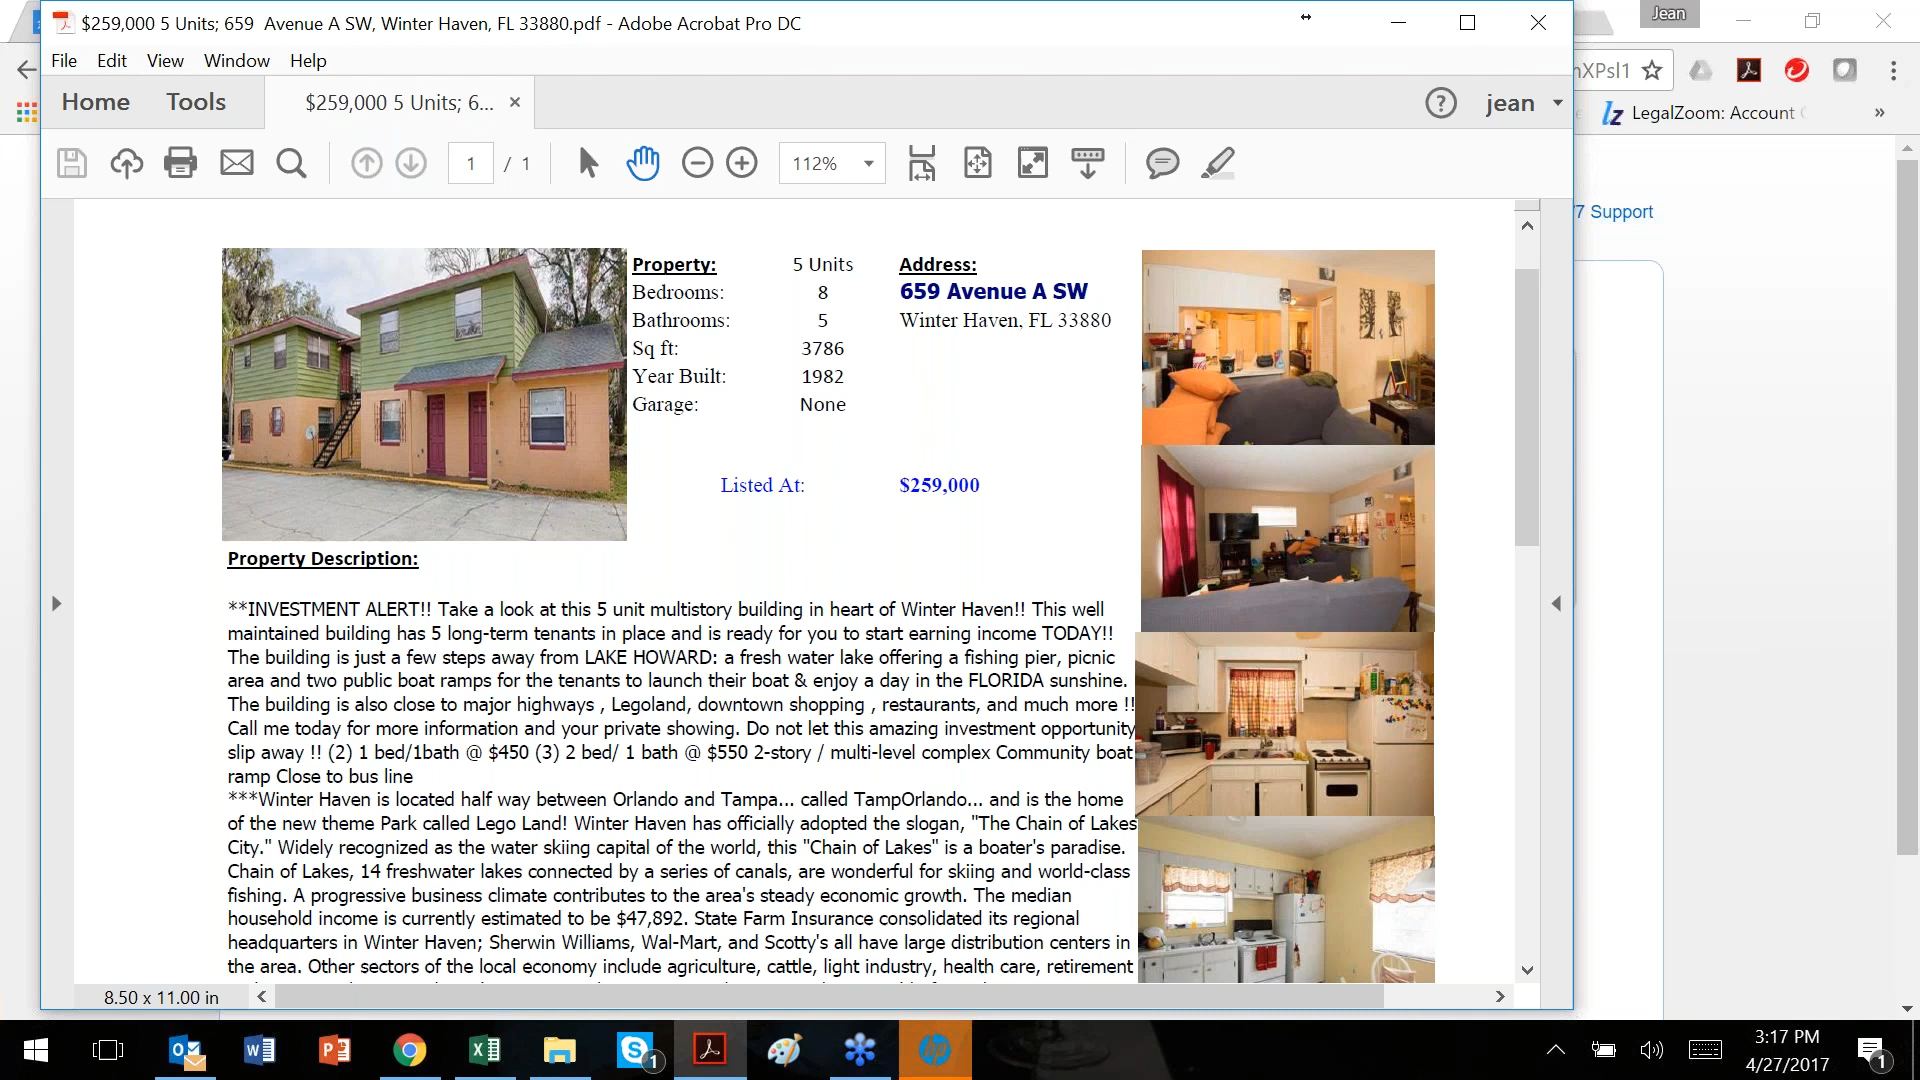 Jean
$259,000 5 Units; 659  Avenue A SW, Winter Haven, FL 33880.pdf - Adobe Acrobat Pro DC
File Edit View Window Help
nXPsl1
Home Tools $259,000 5 Units; 6... × ? jean
lz LegalZoom: Account »
1 / 1 112%
7 Support
Property: 5 Units Address:
Bedrooms: 8 659 Avenue A SW
Bathrooms: 5 Winter Haven, FL 33880
Sq ft: 3786
Year Built: 1982
Garage: None
Listed At: $259,000
Property Description:
**INVESTMENT ALERT!! Take a look at this 5 unit multistory building in heart of Winter Haven!! This well
maintained building has 5 long-term tenants in place and is ready for you to start earning income TODAY!!
The building is just a few steps away from LAKE HOWARD: a fresh water lake offering a fishing pier, picnic
area and two public boat ramps for the tenants to launch their boat & enjoy a day in the FLORIDA sunshine.
The building is also close to major highways , Legoland, downtown shopping , restaurants, and much more !!
Call me today for more information and your private showing. Do not let this amazing investment opportunity
slip away !! (2) 1 bed/1bath @ $450 (3) 2 bed/ 1 bath @ $550 2-story / multi-level complex Community boat
ramp Close to bus line
***Winter Haven is located half way between Orlando and Tampa... called TampOrlando... and is the home
of the new theme Park called Lego Land! Winter Haven has officially adopted the slogan, "The Chain of Lakes
City." Widely recognized as the water skiing capital of the world, this "Chain of Lakes" is a boater's paradise.
Chain of Lakes, 14 freshwater lakes connected by a series of canals, are wonderful for skiing and world-class
fishing. A progressive business climate contributes to the area's steady economic growth. The median
household income is currently estimated to be $47,892. State Farm Insurance consolidated its regional
headquarters in Winter Haven; Sherwin Williams, Wal-Mart, and Scotty's all have large distribution centers in
the area. Other sectors of the local economy include agriculture, cattle, light industry, health care, retirement
8.50 x 11.00 in
3:17 PM
4/27/2017
1
1